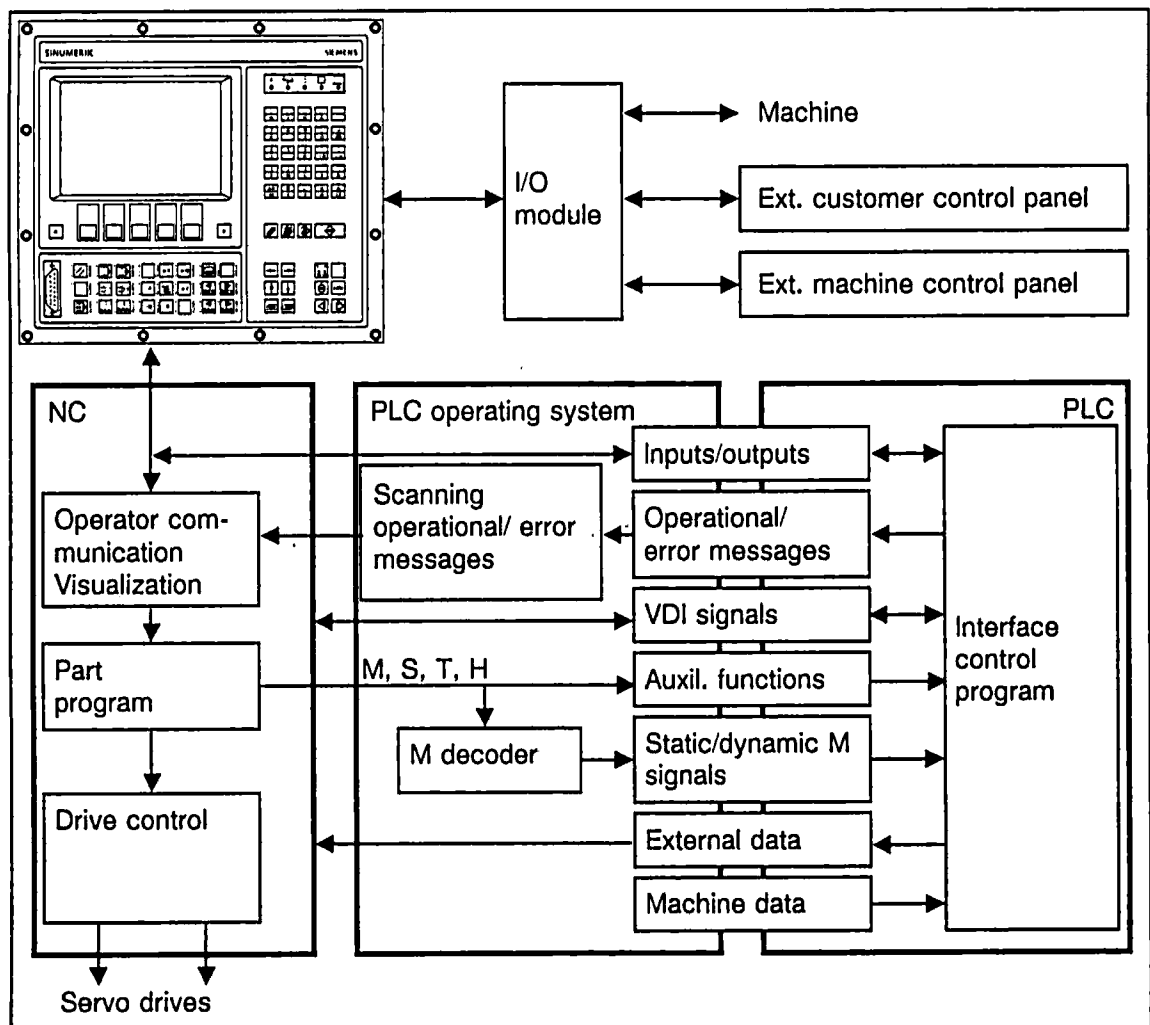 SINUMERIK
SIEMENS
I/O
module
Machine
Ext. customer control panel
Ext. machine control panel
NC
PLC operating system
PLC
Inputs/outputs
Scanning
operational/ error
messages
Operational/
error messages
Operator com-
munication
Visualization
VDI signals
Interface
control
program
Part
program
M, S, T, H
Auxil. functions
M decoder
Static/dynamic M
signals
Drive control
External data
Machine data
Servo drives